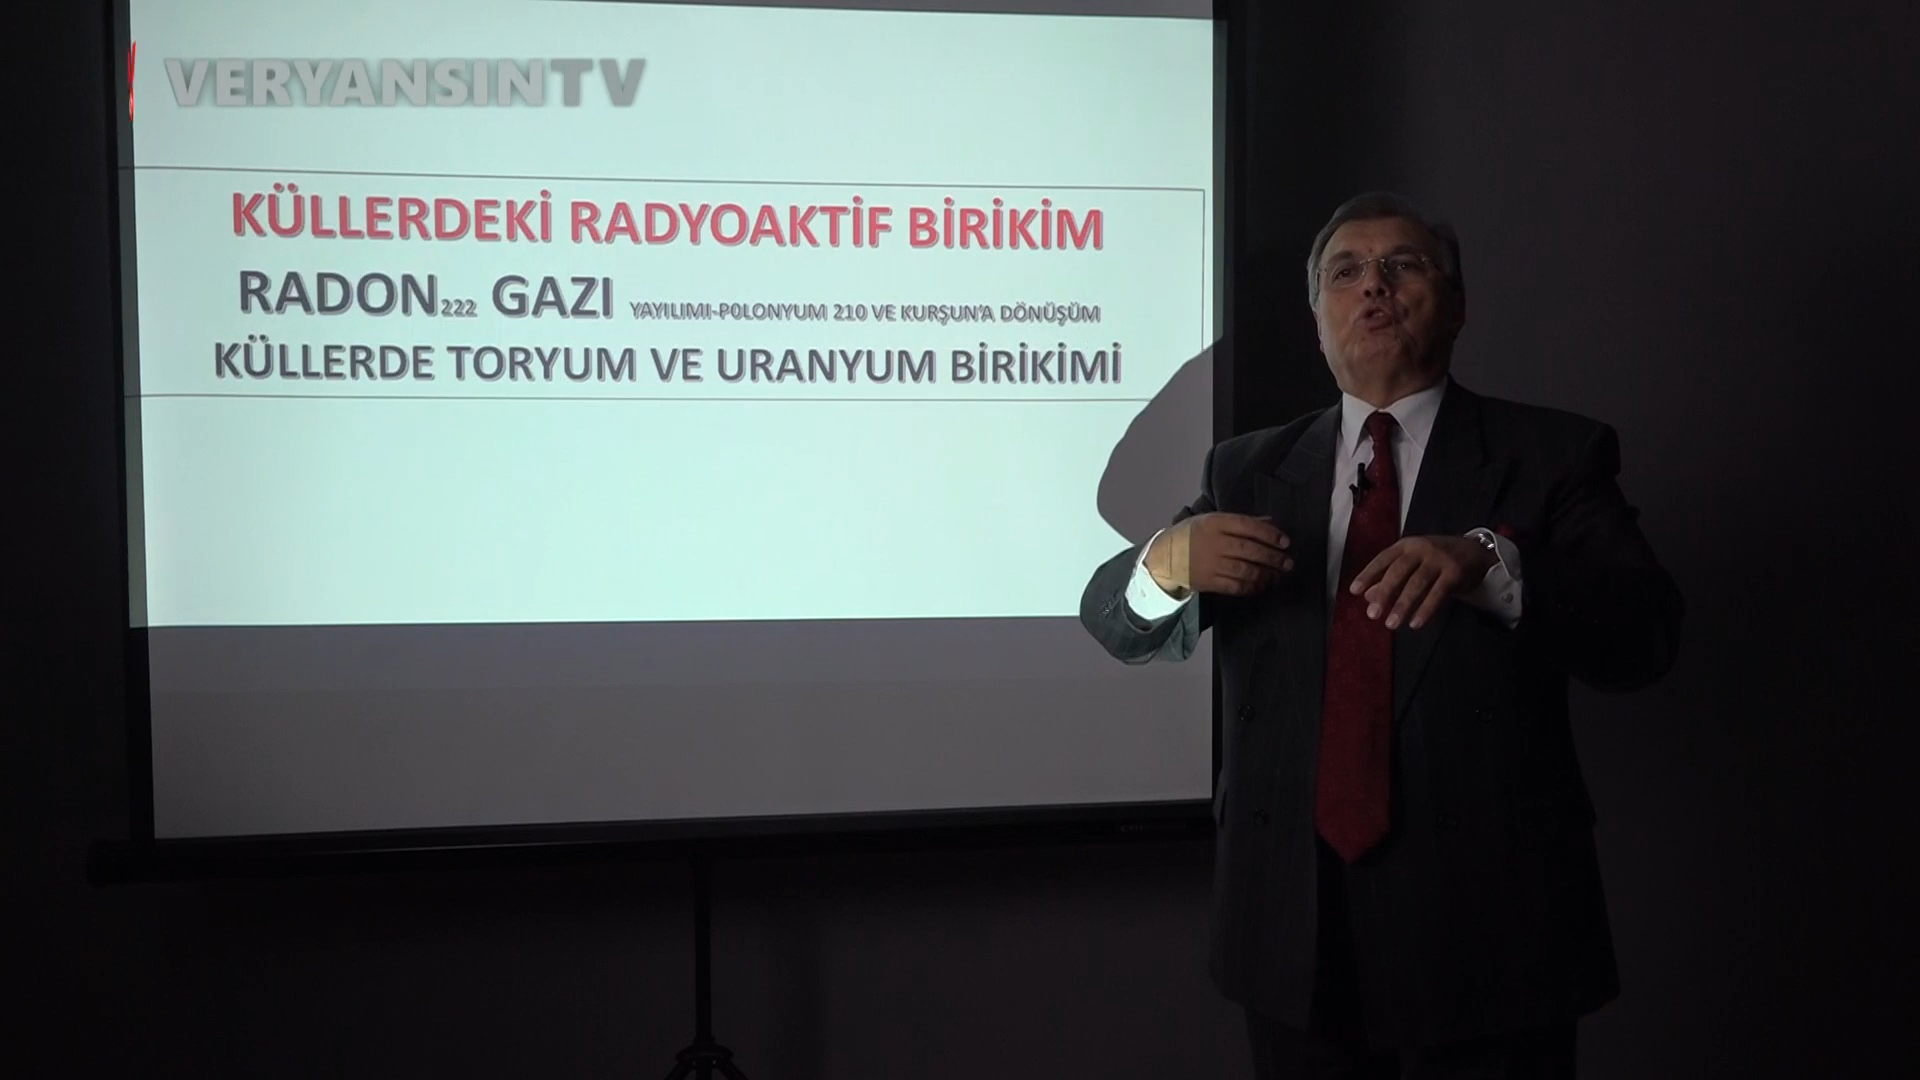 VERYANSINTV
KÜLLERDEKİ RADYOAKTİF BİRİKİM
RADON222 GAZI YAYILIMI-POLONYUM 210 VE KURŞUN'A DÖNÜŞÜM
KÜLLERDE TORYUM VE URANYUM BİRİKİMİ